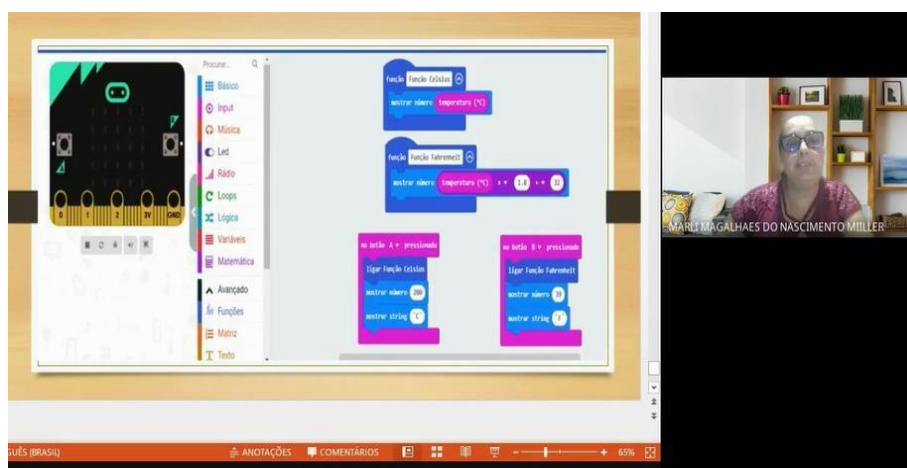 Procurar...
Básico
Input
Música
Led
Rádio
Loops
Lógica
Variáveis
Matemática
Avançado
Funções
Matriz
Texto
0 1 2 3V GND
função Função Celsius
mostrar número temperatura (°C)
função Função Fahrenheit
mostrar número temperatura (°C) × ▾ 1.8 + ▾ 32
no botão A ▾ pressionado
ligar Função Celsius
mostrar número 200
mostrar string "C"
no botão B ▾ pressionado
ligar Função Fahrenheit
mostrar número 39
mostrar string
MARLI MAGALHAES DO NASCIMENTO MIILLER
GUÊS (BRASIL)
ANOTAÇÕES
COMENTÁRIOS
65%